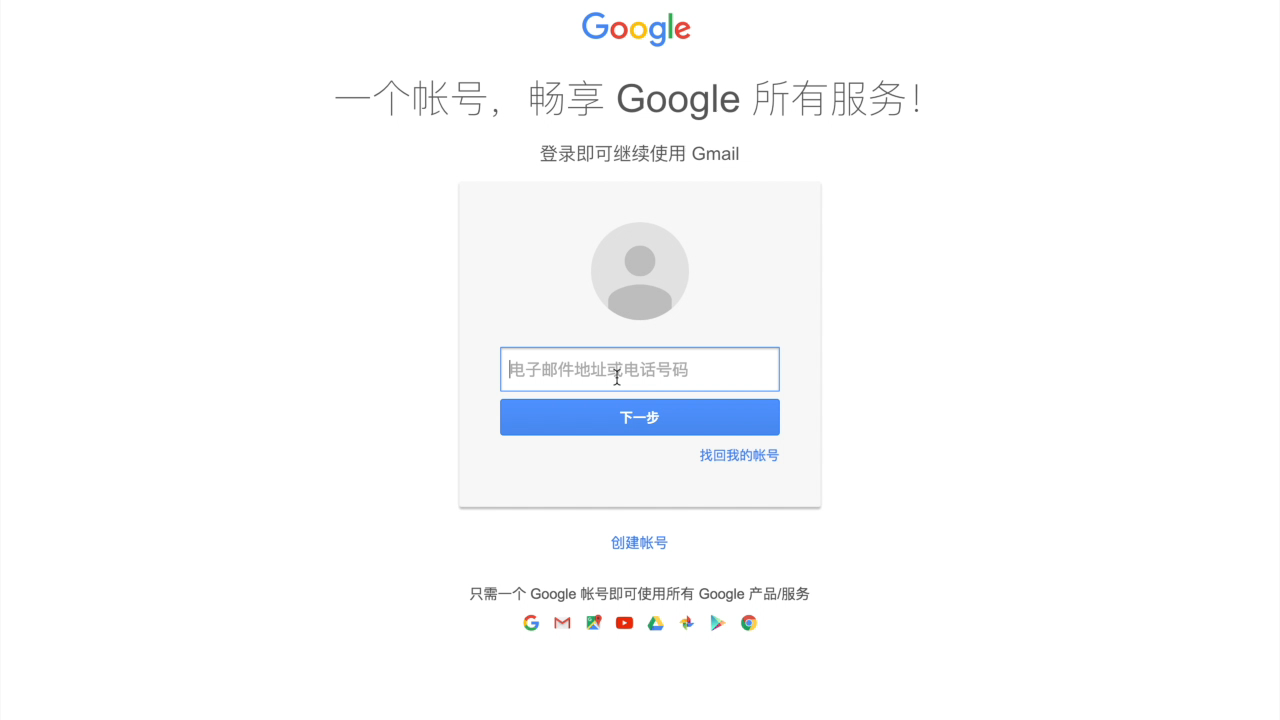 Google
一个帐号，畅享 Google 所有服务！
登录即可继续使用 Gmail
电子邮件地址或电话号码
下一步
找回我的帐号
创建帐号
只需一个 Google 帐号即可使用所有 Google 产品/服务